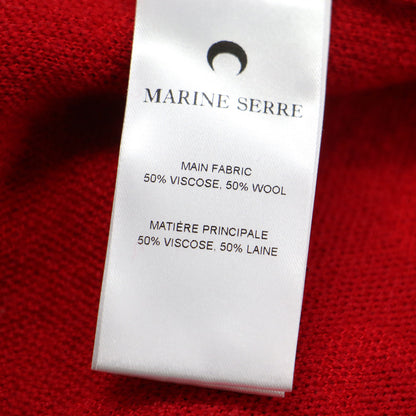 MARINE SERRE
MAIN FABRIC
50% VISCOSE, 50% WOOL
MATIÈRE PRINCIPALE
50% VISCOSE, 50% LAINE